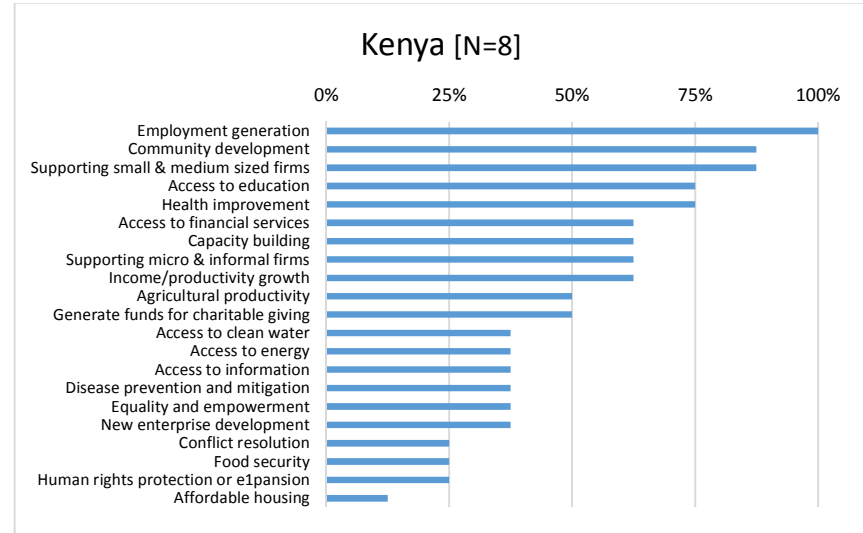 Kenya [N=8]
0% 25% 50% 75% 100%
Employment generation
Community development
Supporting small & medium sized firms
Access to education
Health improvement
Access to financial services
Capacity building
Supporting micro & informal firms
Income/productivity growth
Agricultural productivity
Generate funds for charitable giving
Access to clean water
Access to energy
Access to information
Disease prevention and mitigation
Equality and empowerment
New enterprise development
Conflict resolution
Food security
Human rights protection or e1pansion
Affordable housing